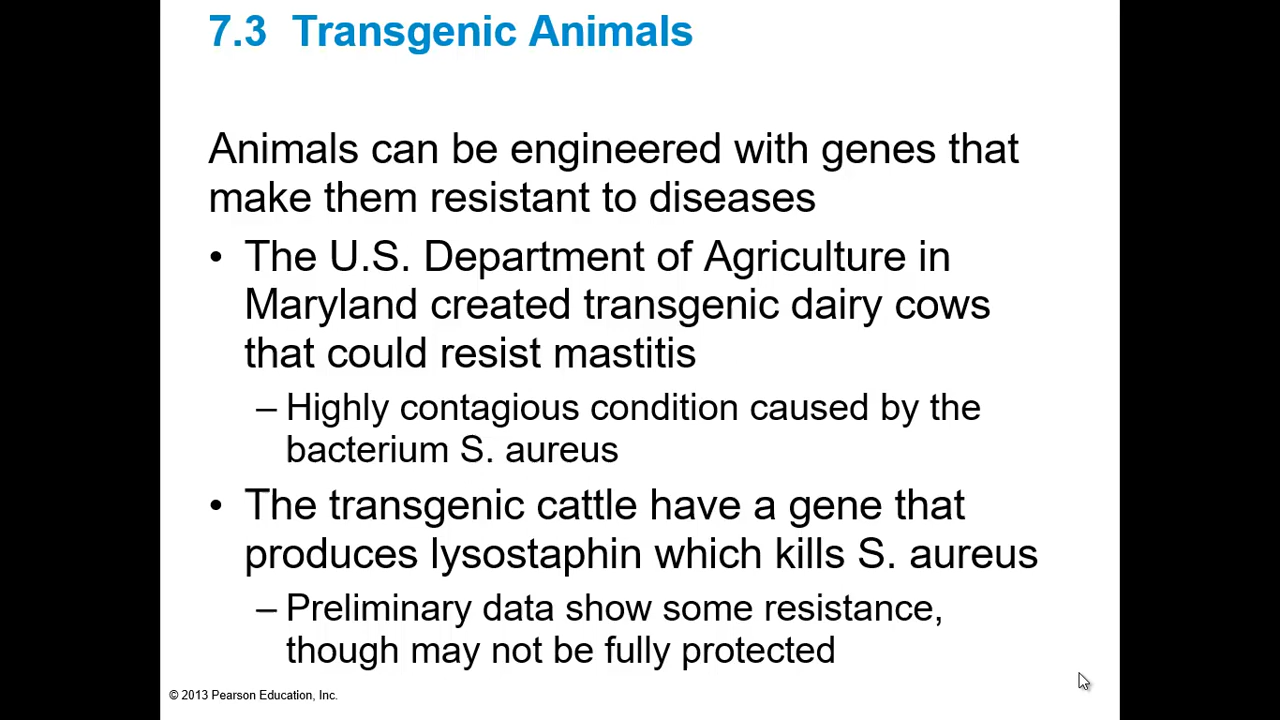 7.3 Transgenic Animals
Animals can be engineered with genes that
make them resistant to diseases
• The U.S. Department of Agriculture in
Maryland created transgenic dairy cows
that could resist mastitis
– Highly contagious condition caused by the
bacterium S. aureus
• The transgenic cattle have a gene that
produces lysostaphin which kills S. aureus
– Preliminary data show some resistance,
though may not be fully protected
© 2013 Pearson Education, Inc.